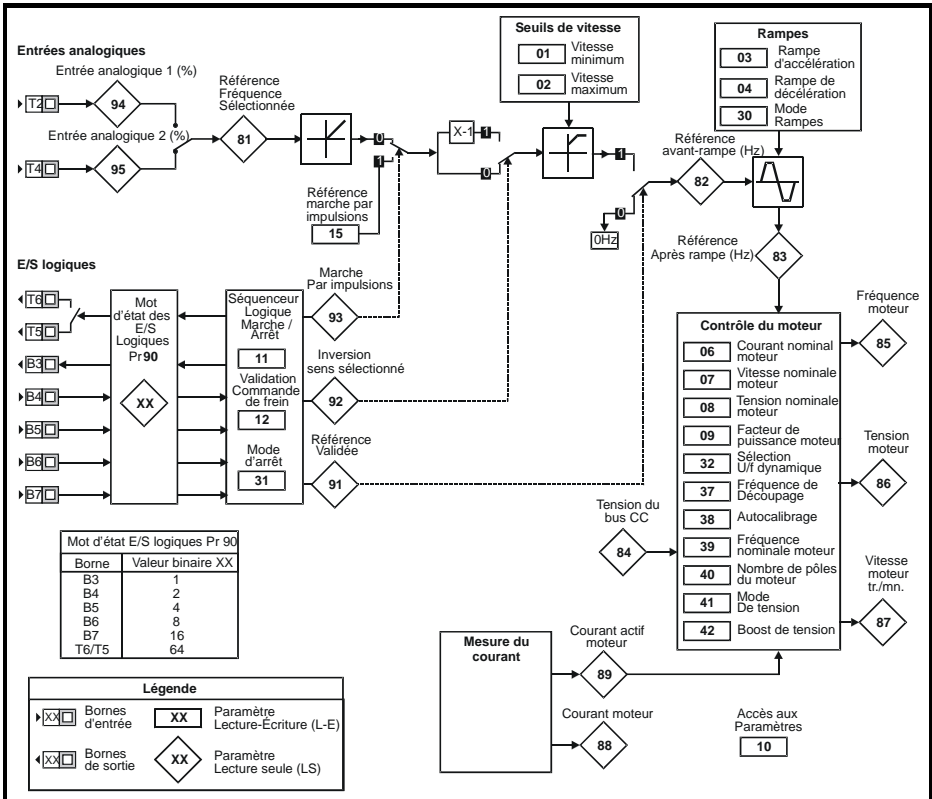 Entrées analogiques
Entrée analogique 1 (%)
T2
94
Entrée analogique 2 (%)
T4
95
Référence
Fréquence
Sélectionnée
81
0
1
Référence
marche par
impulsions
15
X-1
1
0
Seuils de vitesse
01
Vitesse
minimum
02
Vitesse
maximum
1
0
0Hz
Référence
avant-rampe (Hz)
82
Rampes
03
Rampe
d'accélération
04
Rampe de
décélération
30
Mode
Rampes
Référence
Après rampe (Hz)
83
E/S logiques
T6
T5
B3
B4
B5
B6
B7
Mot
d'état des
E/S
Logiques
Pr 90
XX
Séquenceur
Logique
Marche /
Arrêt
11
Validation
Commande
de frein
12
Mode
d'arrêt
31
Marche
Par impulsions
93
Inversion
sens sélectionné
92
Référence
Validée
91
Contrôle du moteur
06
Courant nominal
moteur
07
Vitesse nominale
moteur
08
Tension nominale
moteur
09
Facteur de
puissance moteur
32
Sélection
U/f dynamique
37
Fréquence de
Découpage
38
Autocalibrage
39
Fréquence
nominale moteur
40
Nombre de pôles
du moteur
41
Mode
De tension
42
Boost de tension
Fréquence
moteur
85
Tension
moteur
86
Vitesse
moteur
tr./mn.
87
Tension du
bus CC
84
Mot d'état E/S logiques Pr 90
Borne Valeur binaire XX
B3 1
B4 2
B5 4
B6 8
B7 16
T6/T5 64
Mesure du
courant
Courant actif
moteur
89
Courant moteur
88
Accès aux
Paramètres
10
Légende
XX
Bornes
d'entrée
XX
Paramètre
Lecture-Écriture (L-E)
XX
Bornes
de sortie
XX
Paramètre
Lecture seule (LS)